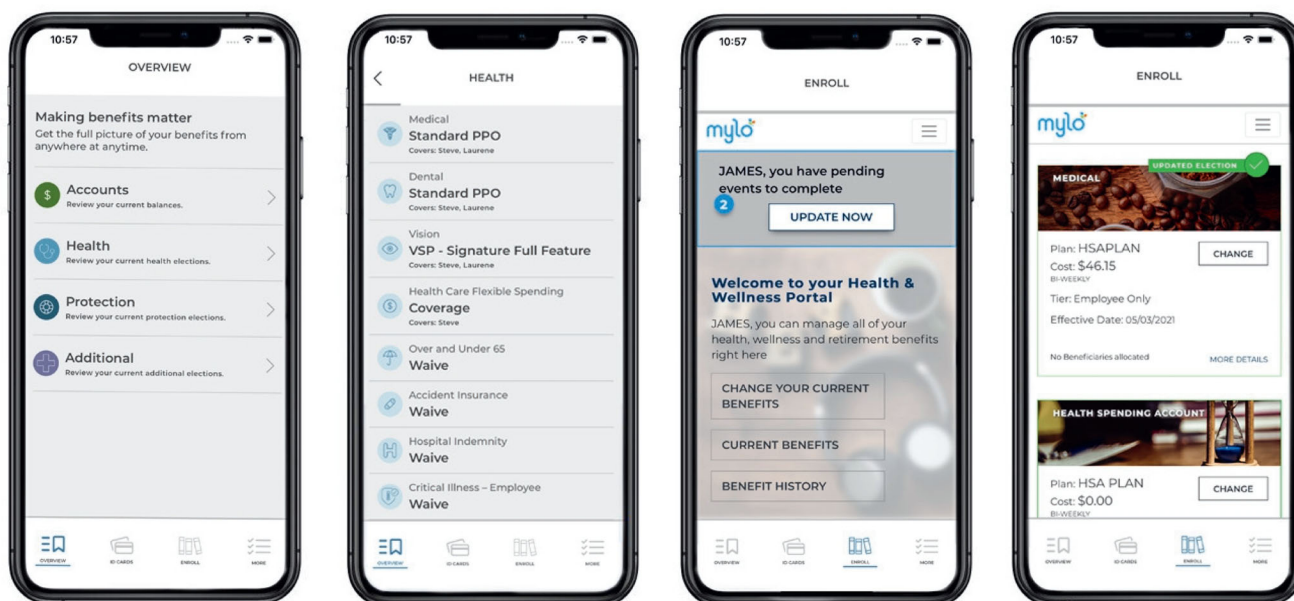 10:57
OVERVIEW
Making benefits matter
Get the full picture of your benefits from
anywhere at anytime.
Accounts
Review your current balances.
Health
Review your current health elections.
Protection
Review your current protection elections.
Additional
Review your current additional elections.
OVERVIEW
ID CARDS
ENROLL
MORE
10:57
HEALTH
Medical
Standard PPO
Covers: Steve, Laurene
Dental
Standard PPO
Covers: Steve, Laurene
Vision
VSP - Signature Full Feature
Covers: Steve, Laurene
Health Care Flexible Spending
Coverage
Covers: Steve
Over and Under 65
Waive
Accident Insurance
Waive
Hospital Indemnity
Waive
Critical Illness – Employee
Waive
OVERVIEW
ID CARDS
ENROLL
MORE
10:57
ENROLL
mylo
JAMES, you have pending
events to complete
2
UPDATE NOW
Welcome to your Health &
Wellness Portal
JAMES, you can manage all of your
health, wellness and retirement benefits
right here
CHANGE YOUR CURRENT
BENEFITS
CURRENT BENEFITS
BENEFIT HISTORY
OVERVIEW
ID CARDS
ENROLL
MORE
10:57
ENROLL
mylo
UPDATED ELECTION
MEDICAL
Plan: HSAPLAN
CHANGE
Cost: $46.15
BI-WEEKLY
Tier: Employee Only
Effective Date: 05/03/2021
No Beneficiaries allocated
MORE DETAILS
HEALTH SPENDING ACCOUNT
Plan: HSA PLAN
CHANGE
Cost: $0.00
BI-WEEKLY
OVERVIEW
ID CARDS
ENROLL
MORE